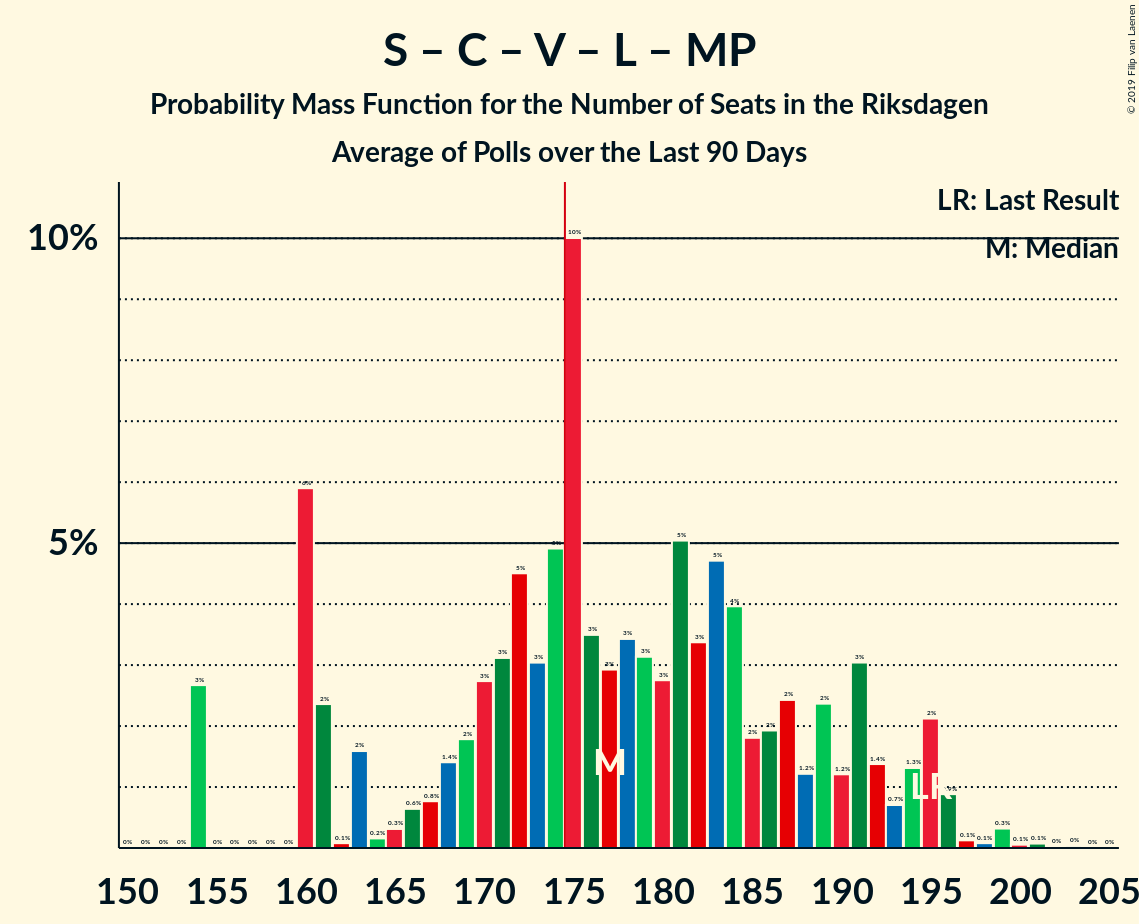 S – C – V – L – MP
Probability Mass Function for the Number of Seats in the Riksdagen
Average of Polls over the Last 90 Days
© 2019 Filip van Laenen
LR: Last Result
M: Median
10%
5%
0% 0% 0% 0% 3% 0% 0% 0% 0% 0% 6% 2% 0.1% 2% 0.2% 0.3% 0.6% 0.8% 1.4% 2% 3% 3% 5% 3% 5% 10% 3% 3% 3% 3% 3% 5% 3% 5% 4% 2% 2% 2% 1.2% 2% 1.2% 3% 1.4% 0.7% 1.3% 2% 0.9% 0.1% 0.1% 0.3% 0.1% 0.1% 0% 0% 0% 0%
M
LR
150 155 160 165 170 175 180 185 190 195 200 205